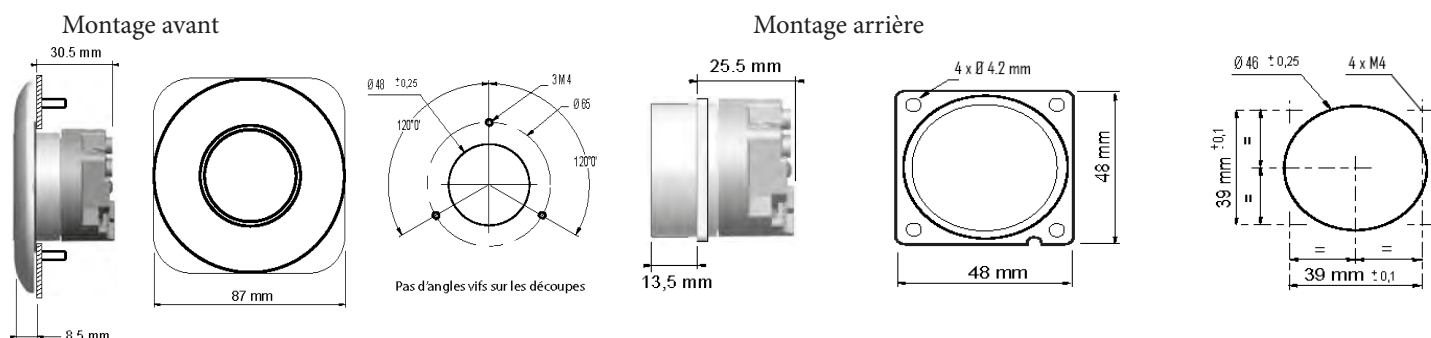 Montage avant
30.5 mm
8.5 mm
87 mm
Ø 48 ±0,25
3 M 4
Ø 65
120°0'
120°0'
Pas d'angles vifs sur les découpes
Montage arrière
25.5 mm
13,5 mm
4 x Ø 4.2 mm
48 mm
48 mm
Ø 46 ±0,25
4 x M4
39 mm ±0,1
=
=
=
=
39 mm ±0,1